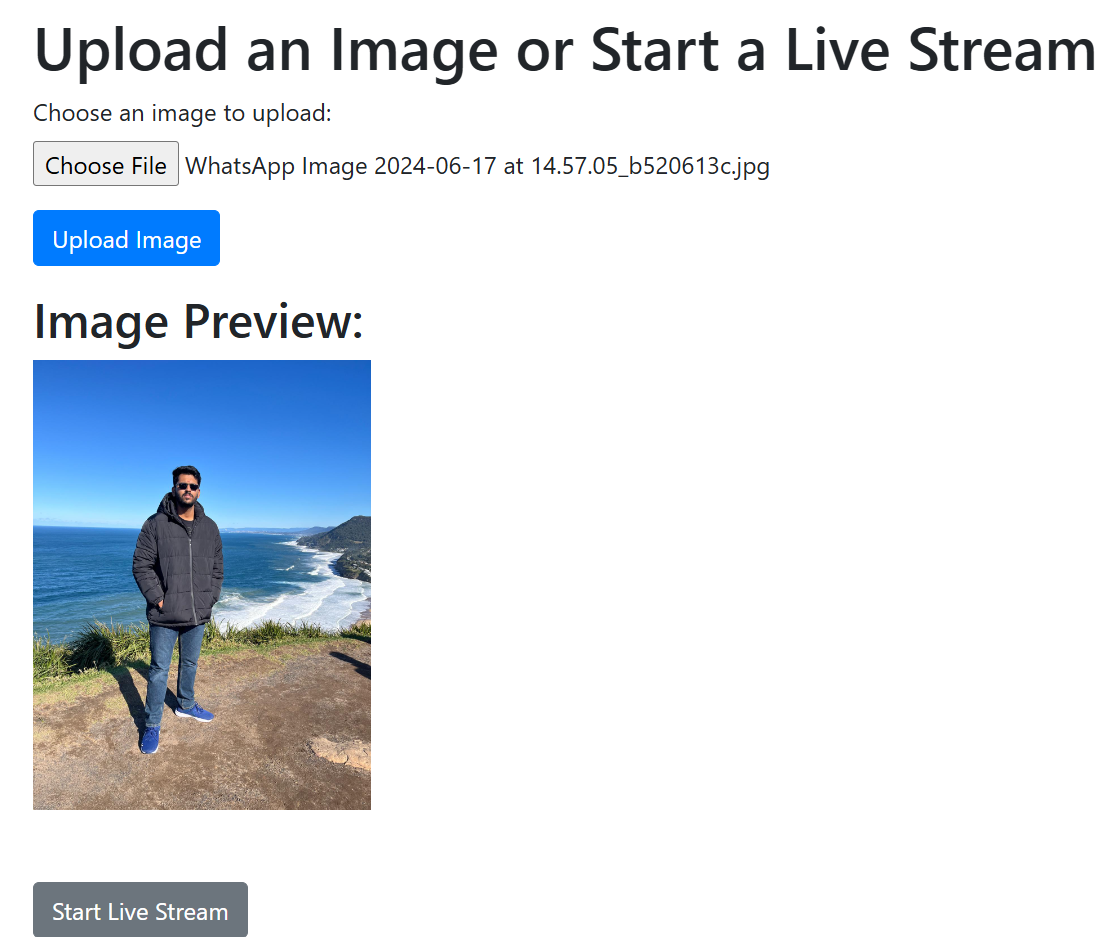 Upload an Image or Start a Live Stream
Choose an image to upload:
Choose File WhatsApp Image 2024-06-17 at 14.57.05_b520613c.jpg
Upload Image
Image Preview:
Start Live Stream